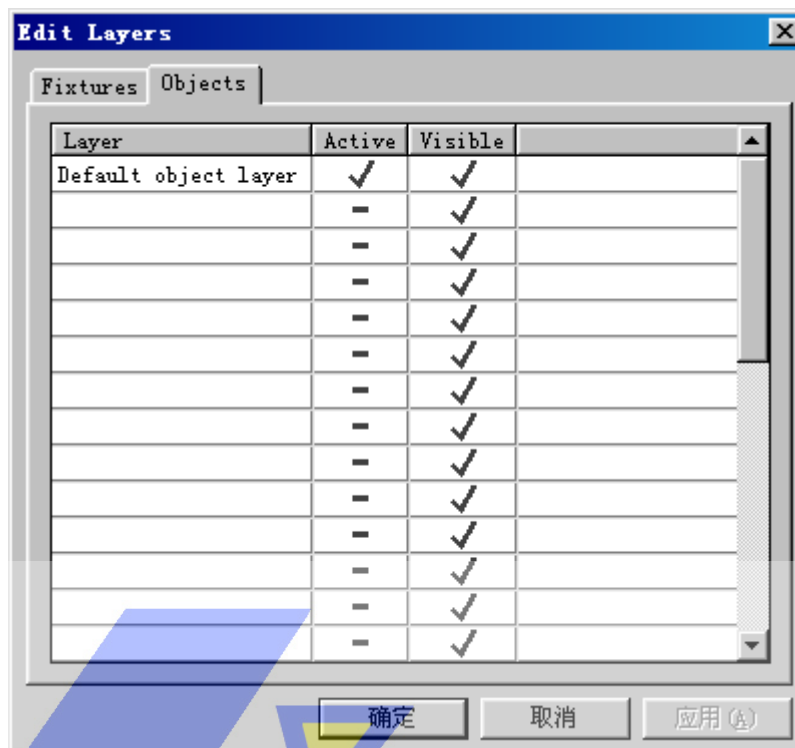 Edit Layers
Fixtures Objects
Layer Active Visible
Default object layer
确定 取消 应用(A)